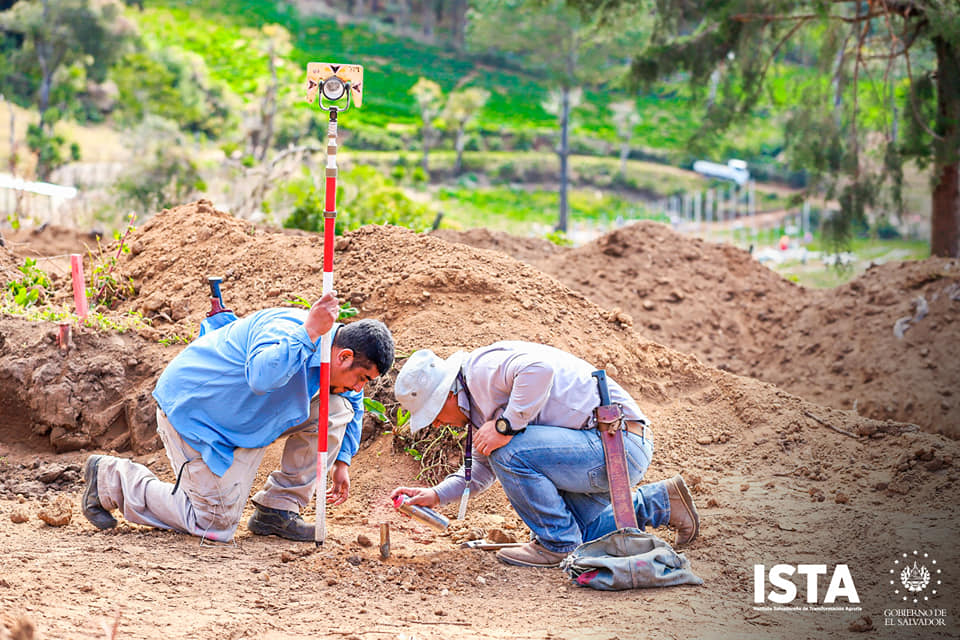 ISTA
Instituto Salvadoreño de Transformación Agraria
GOBIERNO DE
EL SALVADOR